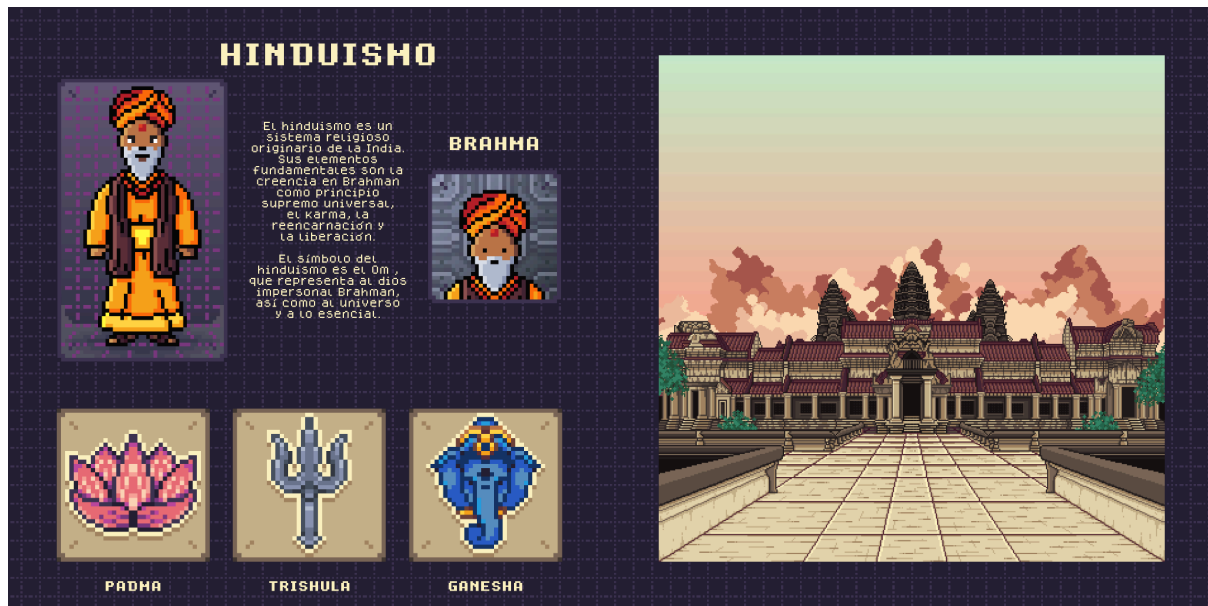 HINDUISMO
El hinduismo es un
sistema religioso
originario de la India.
Sus elementos
fundamentales son la
creencia en Brahman
como principio
supremo universal,
el karma, la
reencarnación y
la liberación.
El símbolo del
hinduismo es el Om ,
que representa al dios
impersonal Brahman,
así como al universo
y a lo esencial.
BRAHMA
PADMA
TRISHULA
GANESHA